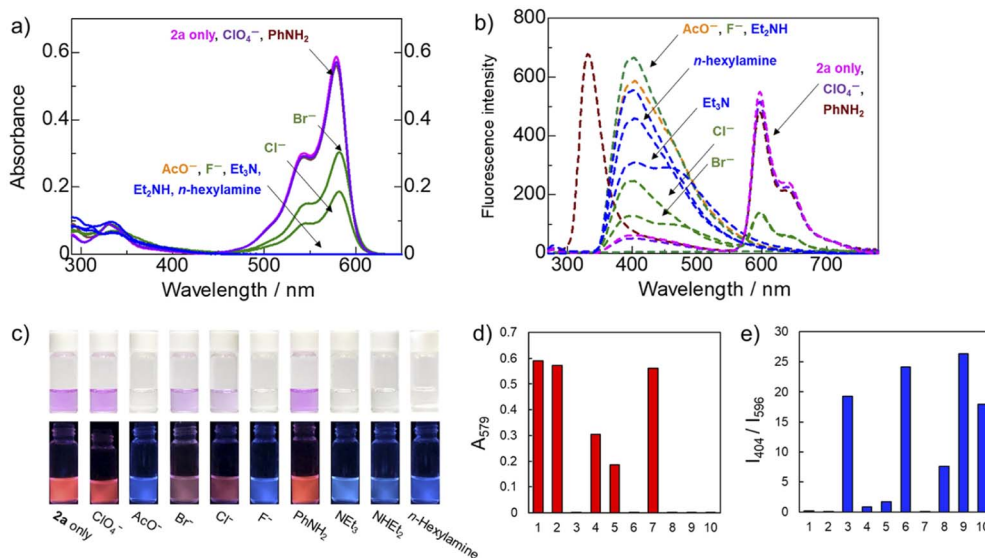 a)
0.6
0.4
0.2
0
0.6
0.4
0.2
0
Absorbance
2a only, ClO₄⁻, PhNH₂
Br⁻
Cl⁻
AcO⁻, F⁻, Et₃N,
Et₂NH, n-hexylamine
300
400
500
600
Wavelength / nm
b)
800
700
600
500
400
300
200
100
0
Fluorescence intensity
AcO⁻, F⁻, Et₂NH
n-hexylamine
Et₃N
Cl⁻
Br⁻
2a only,
ClO₄⁻,
PhNH₂
300
400
500
600
700
Wavelength / nm
c)
2a only
ClO₄⁻
AcO⁻
Br⁻
Cl⁻
F⁻
PhNH₂
NEt₃
NHEt₂
n-Hexylamine
d)
0.7
0.6
0.5
0.4
0.3
0.2
0.1
0
A₅₇₉
1 2 3 4 5 6 7 8 9 10
e)
30
25
20
15
10
5
0
I₄₀₄ / I₅₉₆
1 2 3 4 5 6 7 8 9 10